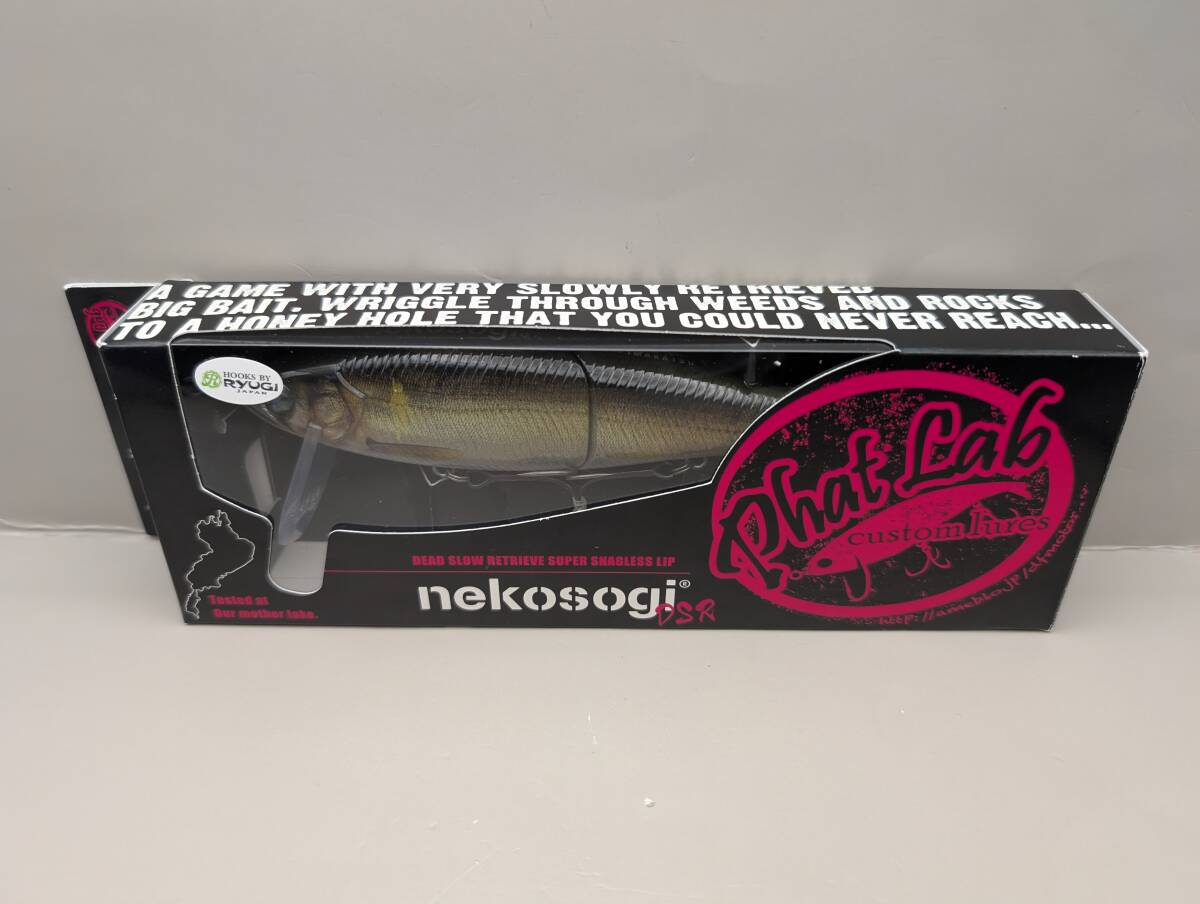 A GAME WITH VERY SLOWLY RETRIEVED
BIG BAIT. WRIGGLE THROUGH WEEDS AND ROCKS
TO A HONEY HOLE THAT YOU COULD NEVER REACH...
HOOKS BY
RYUGI
JAPAN
Phat Lab
custom lures
DEAD SLOW RETRIEVE SUPER SNAGLESS LIP
nekosogi®
DSR
Tested at
Our mother lake.